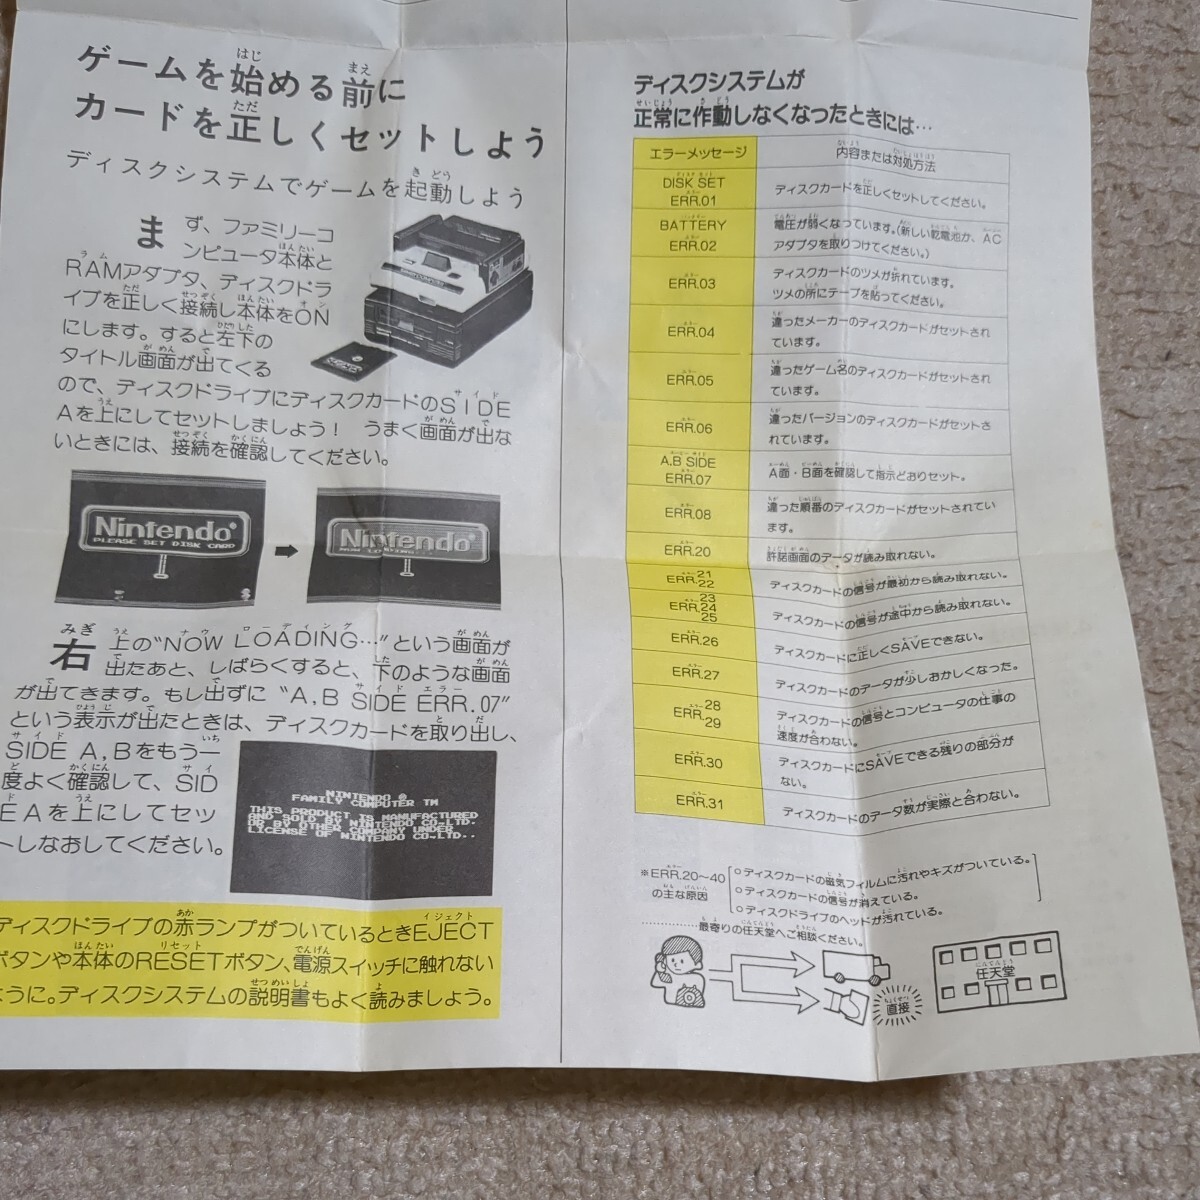 ゲームを始める前に
カードを正しくセットしよう
ディスクシステムでゲームを起動しよう
まず、ファミリーコ
ンピュータ本体と
RAMアダプタ、ディスクドラ
イブを正しく接続し本体をON
にします。すると左下の
タイトル画面が出てくる
ので、ディスクドライブにディスクカードのSIDE
Aを上にしてセットしましょう! うまく画面が出な
いときには、接続を確認してください。
Nintendo®
PLEASE SET DISK CARD
Nintendo®
NOW LOADING
右上の“NOW LOADING…”という画面が
出たあと、しばらくすると、下のような画面
が出てきます。もし出ずに “A,B SIDE ERR.07”
という表示が出たときは、ディスクカードを取り出し、
SIDE A,Bをもう一
度よく確認して、SID
E Aを上にしてセッ
トしなおしてください。
NINTENDO ®
FAMILY COMPUTER TM
THIS PRODUCT IS MANUFACTURED
AND SOLD BY NINTENDO CO.,LTD.
OR BY OTHER COMPANY UNDER
LICENSE OF NINTENDO CO.,LTD..
ディスクドライブの赤ランプがついているときEJECT
ボタンや本体のRESETボタン、電源スイッチに触れない
ように。ディスクシステムの説明書もよく読みましょう。
ディスクシステムが
正常に作動しなくなったときには…
エラーメッセージ 内容または対処方法
DISK SET
ERR.01 ディスクカードを正しくセットしてください。
BATTERY
ERR.02 電圧が弱くなっています。(新しい乾電池か、AC
アダプタを取りつけてください。)
ERR.03 ディスクカードのツメが折れています。
ツメの所にテープを貼ってください。
ERR.04 違ったメーカーのディスクカードがセットされ
ています。
ERR.05 違ったゲーム名のディスクカードがセットされ
ています。
ERR.06 違ったバージョンのディスクカードがセットさ
れています。
A.B SIDE
ERR.07 A面・B面を確認して指示どおりセット。
ERR.08 違った順番のディスクカードがセットされてい
ます。
ERR.20 許諾画面のデータが読み取れない。
ERR.21
22 ディスクカードの信号が最初から読み取れない。
ERR.23
24
25 ディスクカードの信号が途中から読み取れない。
ERR.26 ディスクカードに正しくSAVEできない。
ERR.27 ディスクカードのデータが少しおかしくなった。
ERR.28
29 ディスクカードの信号とコンピュータの仕事の
速度が合わない。
ERR.30 ディスクカードにSAVEできる残りの部分が
ない。
ERR.31 ディスクカードのデータ数が実際と合わない。
※ERR.20〜40
の主な原因
○ディスクカードの磁気フィルムに汚れやキズがついている。
○ディスクカードの信号が消えている。
○ディスクドライブのヘッドが汚れている。
………最寄りの任天堂へご相談ください。
直接
任天堂